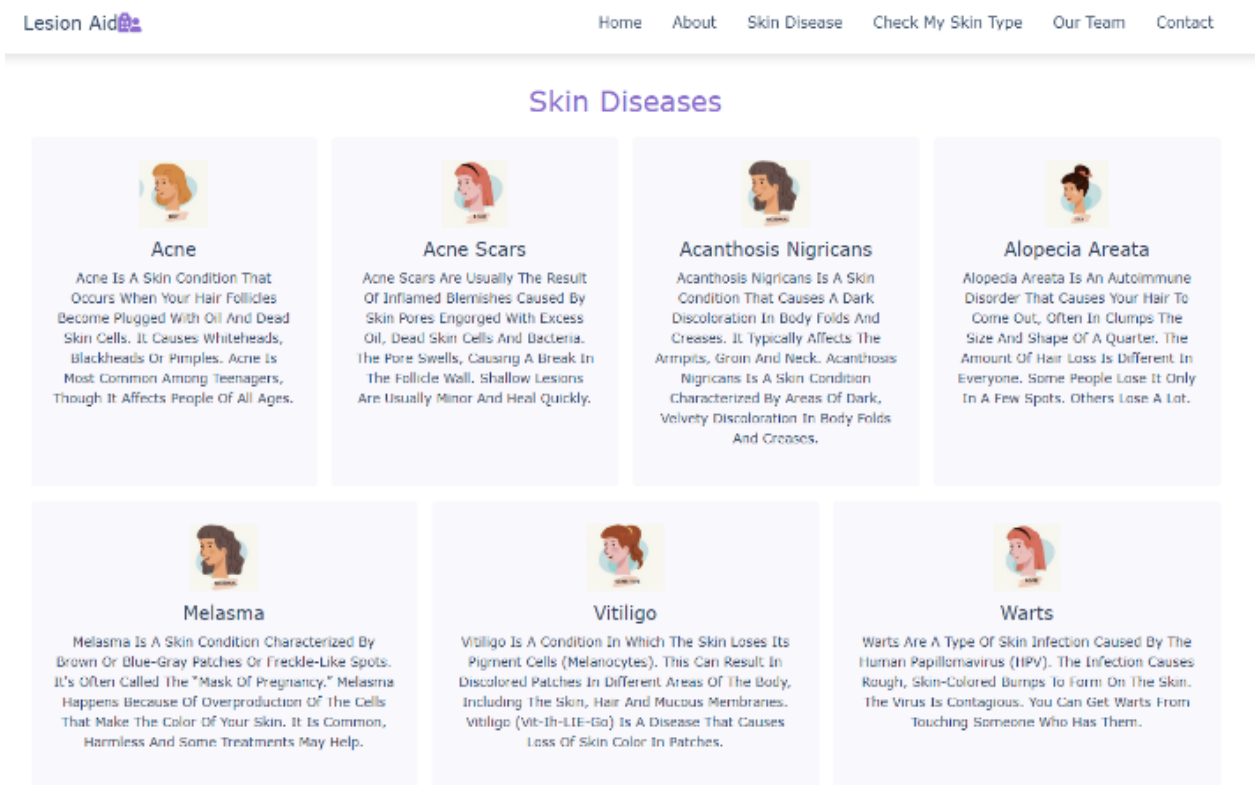 Lesion Aid
Home About Skin Disease Check My Skin Type Our Team Contact
Skin Diseases
Acne
Acne Is A Skin Condition That
Occurs When Your Hair Follicles
Become Plugged With Oil And Dead
Skin Cells. It Causes Whiteheads,
Blackheads Or Pimples. Acne Is
Most Common Among Teenagers,
Though It Affects People Of All Ages.
Acne Scars
Acne Scars Are Usually The Result
Of Inflamed Blemishes Caused By
Skin Pores Engorged With Excess
Oil, Dead Skin Cells And Bacteria.
The Pore Swells, Causing A Break In
The Follicle Wall. Shallow Lesions
Are Usually Minor And Heal Quickly.
NORMAL
Acanthosis Nigricans
Acanthosis Nigricans Is A Skin
Condition That Causes A Dark
Discoloration In Body Folds And
Creases. It Typically Affects The
Armpits, Groin And Neck. Acanthosis
Nigricans Is A Skin Condition
Characterized By Areas Of Dark,
Velvety Discoloration In Body Folds
And Creases.
Alopecia Areata
Alopecia Areata Is An Autoimmune
Disorder That Causes Your Hair To
Come Out, Often In Clumps The
Size And Shape Of A Quarter. The
Amount Of Hair Loss Is Different In
Everyone. Some People Lose It Only
In A Few Spots. Others Lose A Lot.
NORMAL
Melasma
Melasma Is A Skin Condition Characterized By
Brown Or Blue-Gray Patches Or Freckle-Like Spots.
It's Often Called The "Mask Of Pregnancy." Melasma
Happens Because Of Overproduction Of The Cells
That Make The Color Of Your Skin. It Is Common,
Harmless And Some Treatments May Help.
Vitiligo
Vitiligo Is A Condition In Which The Skin Loses Its
Pigment Cells (Melanocytes). This Can Result In
Discolored Patches In Different Areas Of The Body,
Including The Skin, Hair And Mucous Membranes.
Vitiligo (Vit-Ih-LIE-Go) Is A Disease That Causes
Loss Of Skin Color In Patches.
Warts
Warts Are A Type Of Skin Infection Caused By The
Human Papillomavirus (HPV). The Infection Causes
Rough, Skin-Colored Bumps To Form On The Skin.
The Virus Is Contagious. You Can Get Warts From
Touching Someone Who Has Them.